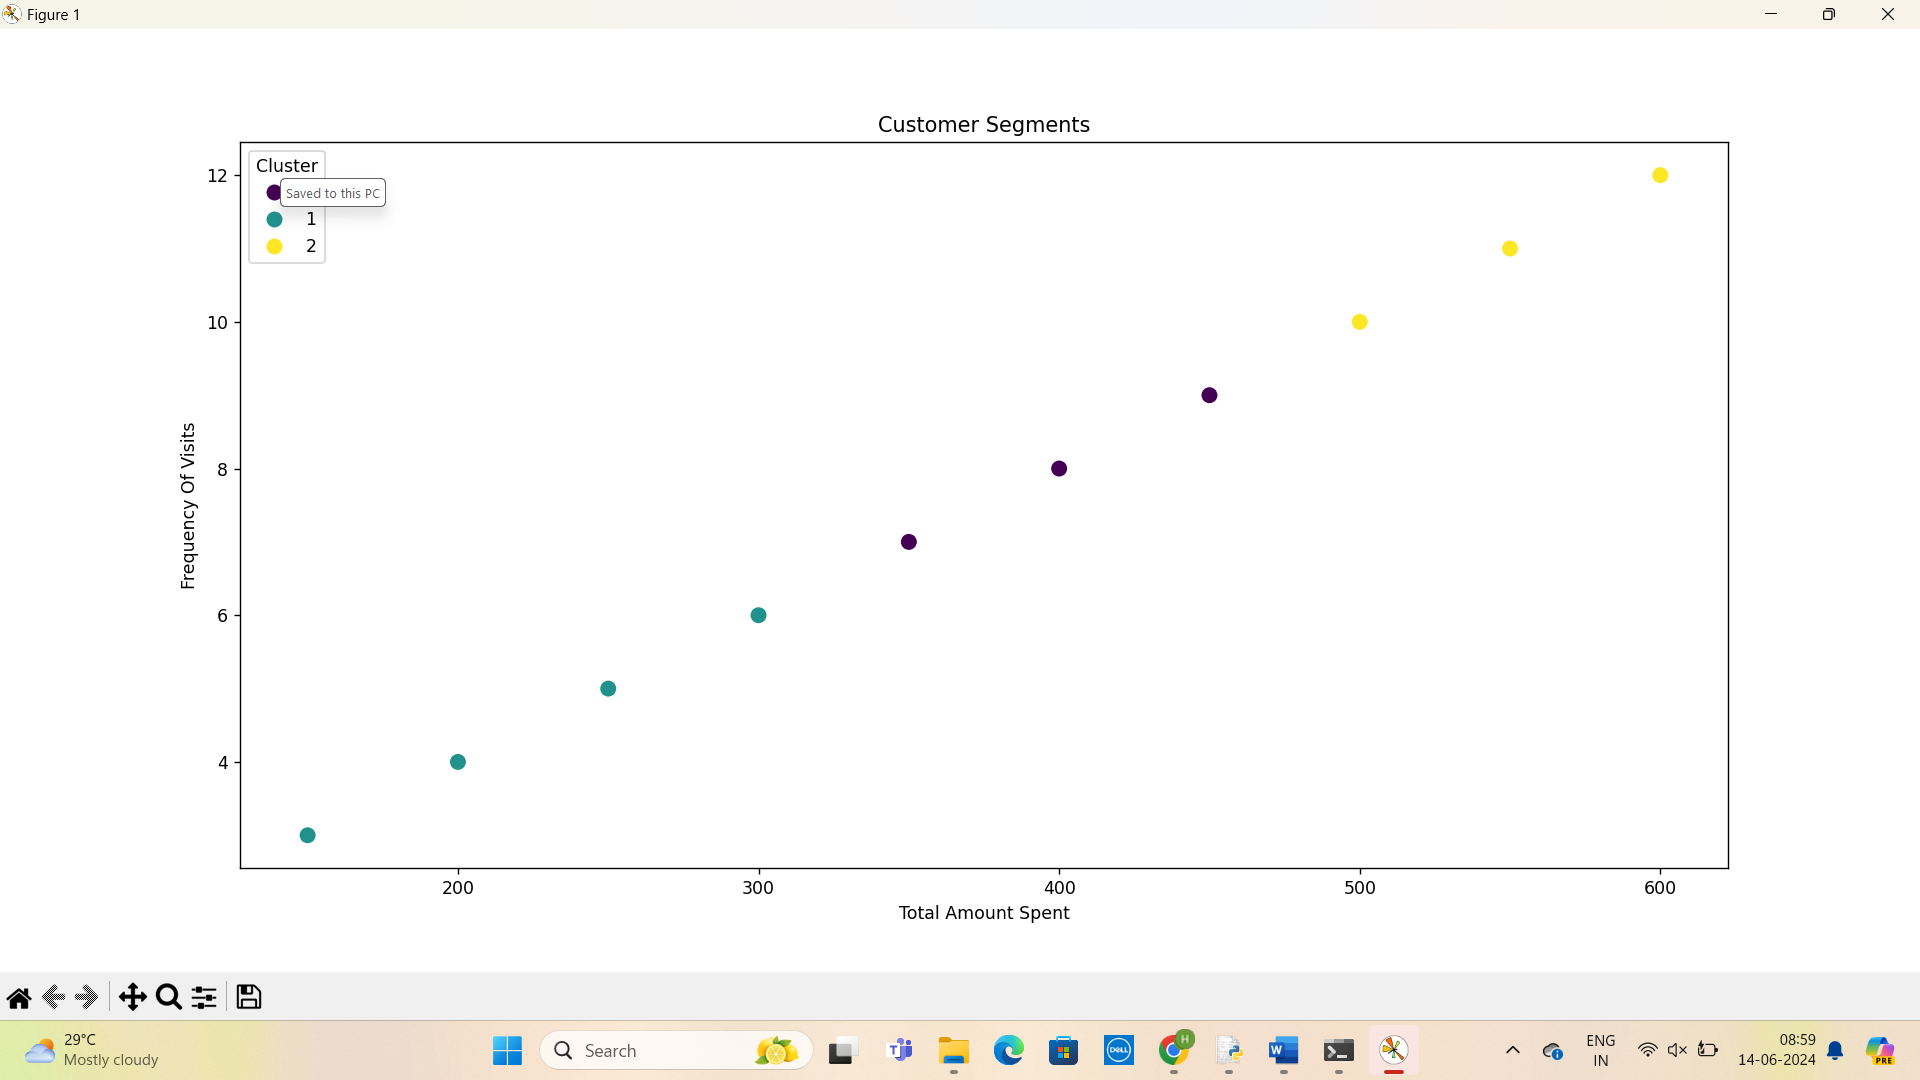 Figure 1
Customer Segments
Cluster
Saved to this PC
1
2
12
10
8
6
4
Frequency Of Visits
200 300 400 500 600
Total Amount Spent
29°C
Mostly cloudy
Search
T
DELL
H
W
ENG
IN
08:59
14-06-2024
PRE